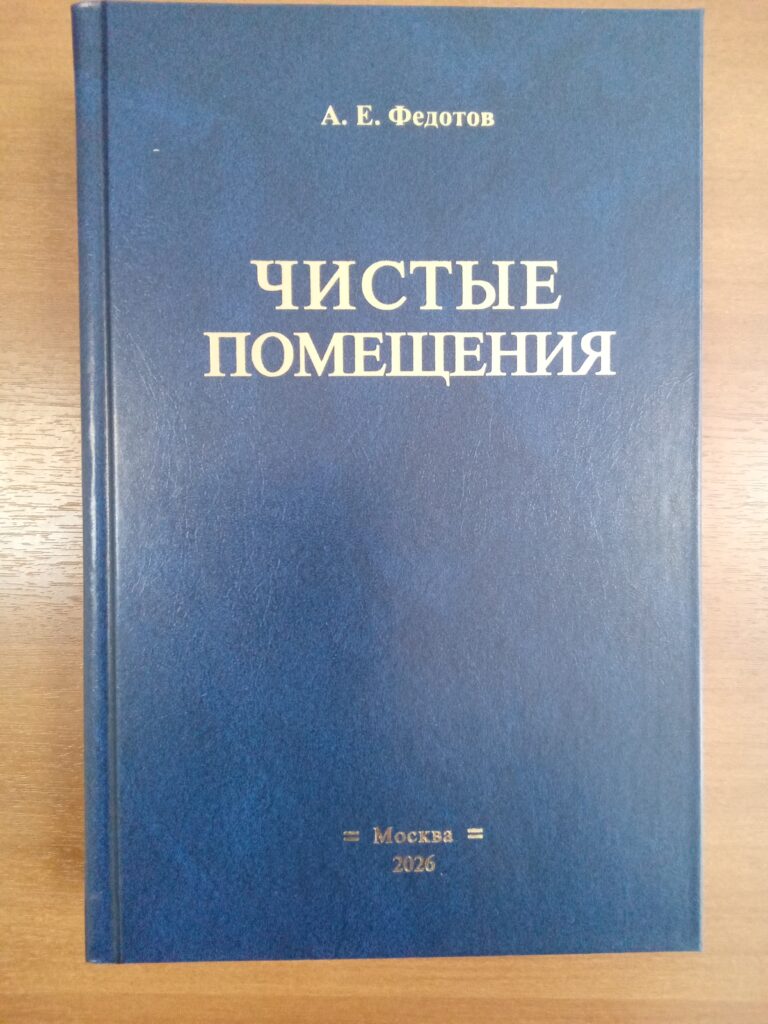 А. Е. Федотов
ЧИСТЫЕ
ПОМЕЩЕНИЯ
= Москва =
2026